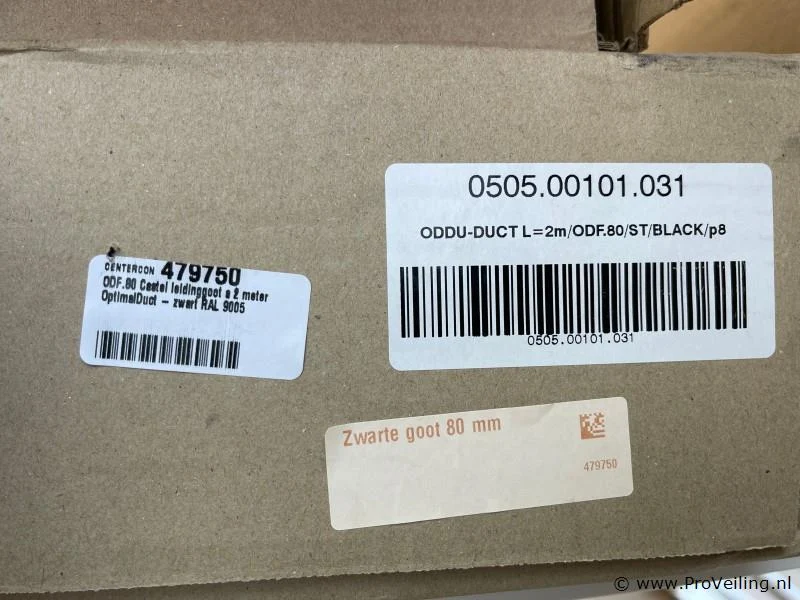 0505.00101.031
ODDU-DUCT L=2m/ODF.80/ST/BLACK/p8
0505.00101.031
CENTERCON 479750
ODF.80 Castel leidinggoot a 2 meter
OptimalDuct – zwart RAL 9005
Zwarte goot 80 mm
479750
© www.ProVeiling.nl